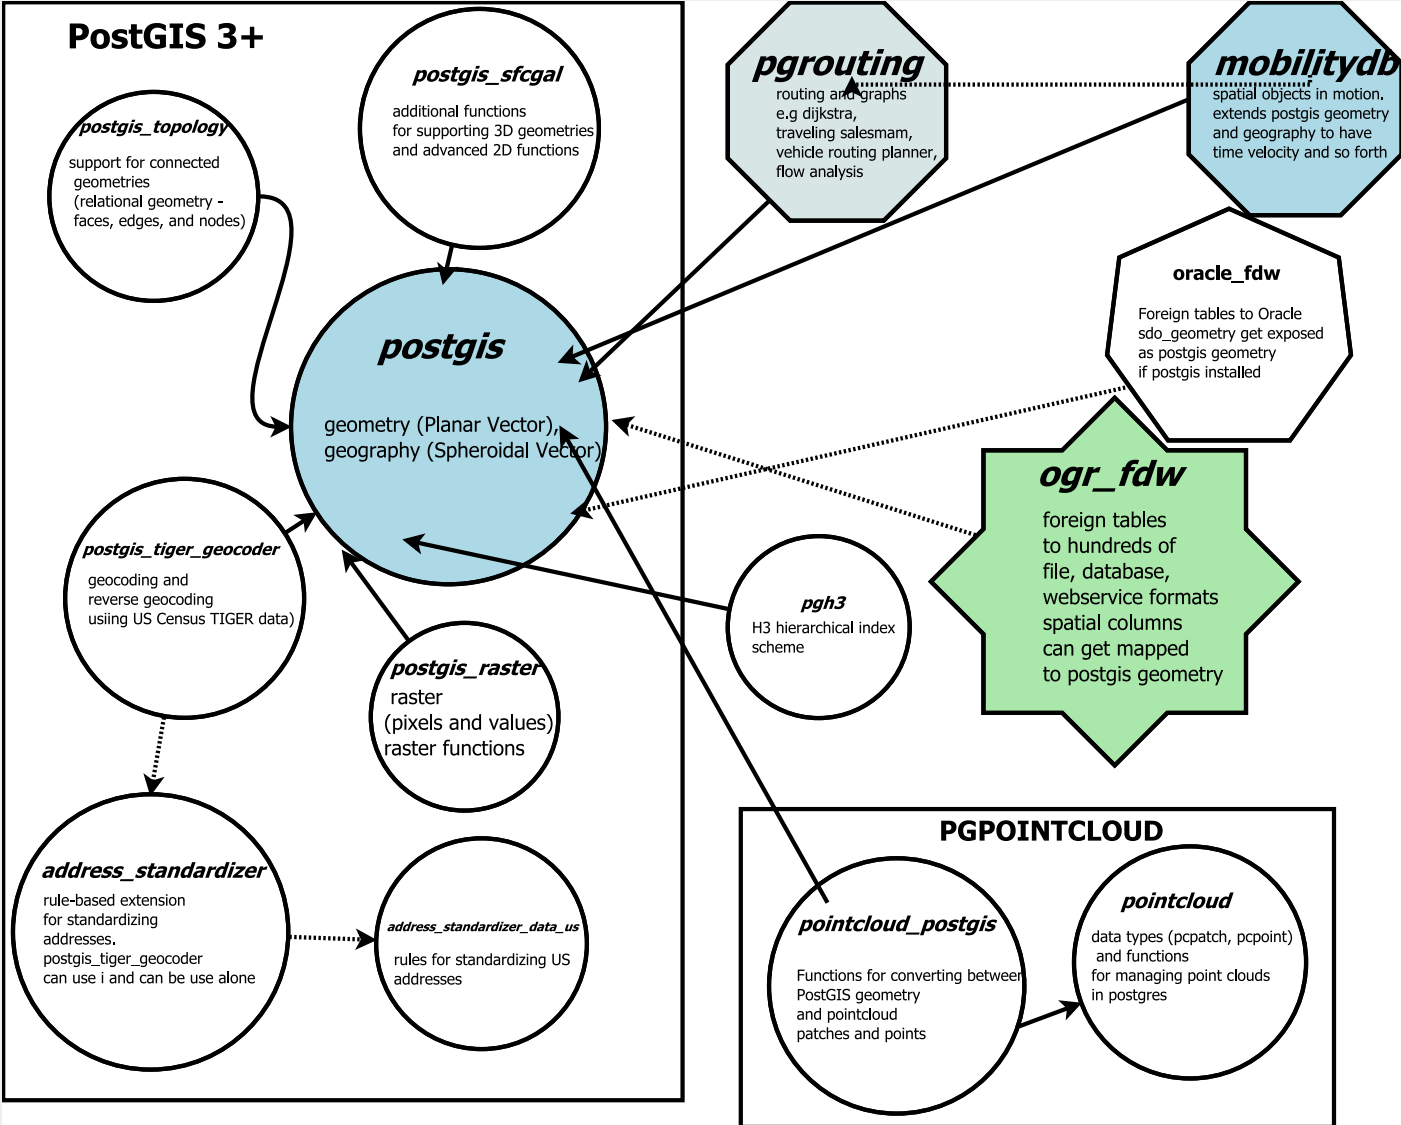 PostGIS 3+
postgis_sfcgal
additional functions
for supporting 3D geometries
and advanced 2D functions
postgis_topology
support for connected
geometries
(relational geometry -
faces, edges, and nodes)
postgis
geometry (Planar Vector),
geography (Spheroidal Vector)
postgis_tiger_geocoder
geocoding and
reverse geocoding
usiing US Census TIGER data)
postgis_raster
raster
(pixels and values)
raster functions
address_standardizer
rule-based extension
for standardizing
addresses.
postgis_tiger_geocoder
can use i and can be use alone
address_standardizer_data_us
rules for standardizing US
addresses
pgrouting
routing and graphs
e.g dijkstra,
traveling salesmam,
vehicle routing planner,
flow analysis
mobilitydb
spatial objects in motion.
extends postgis geometry
and geography to have
time velocity and so forth
oracle_fdw
Foreign tables to Oracle
sdo_geometry get exposed
as postgis geometry
if postgis installed
ogr_fdw
foreign tables
to hundreds of
file, database,
webservice formats
spatial columns
can get mapped
to postgis geometry
pgh3
H3 hierarchical index
scheme
PGPOINTCLOUD
pointcloud_postgis
Functions for converting between
PostGIS geometry
and pointcloud
patches and points
pointcloud
data types (pcpatch, pcpoint)
and functions
for managing point clouds
in postgres